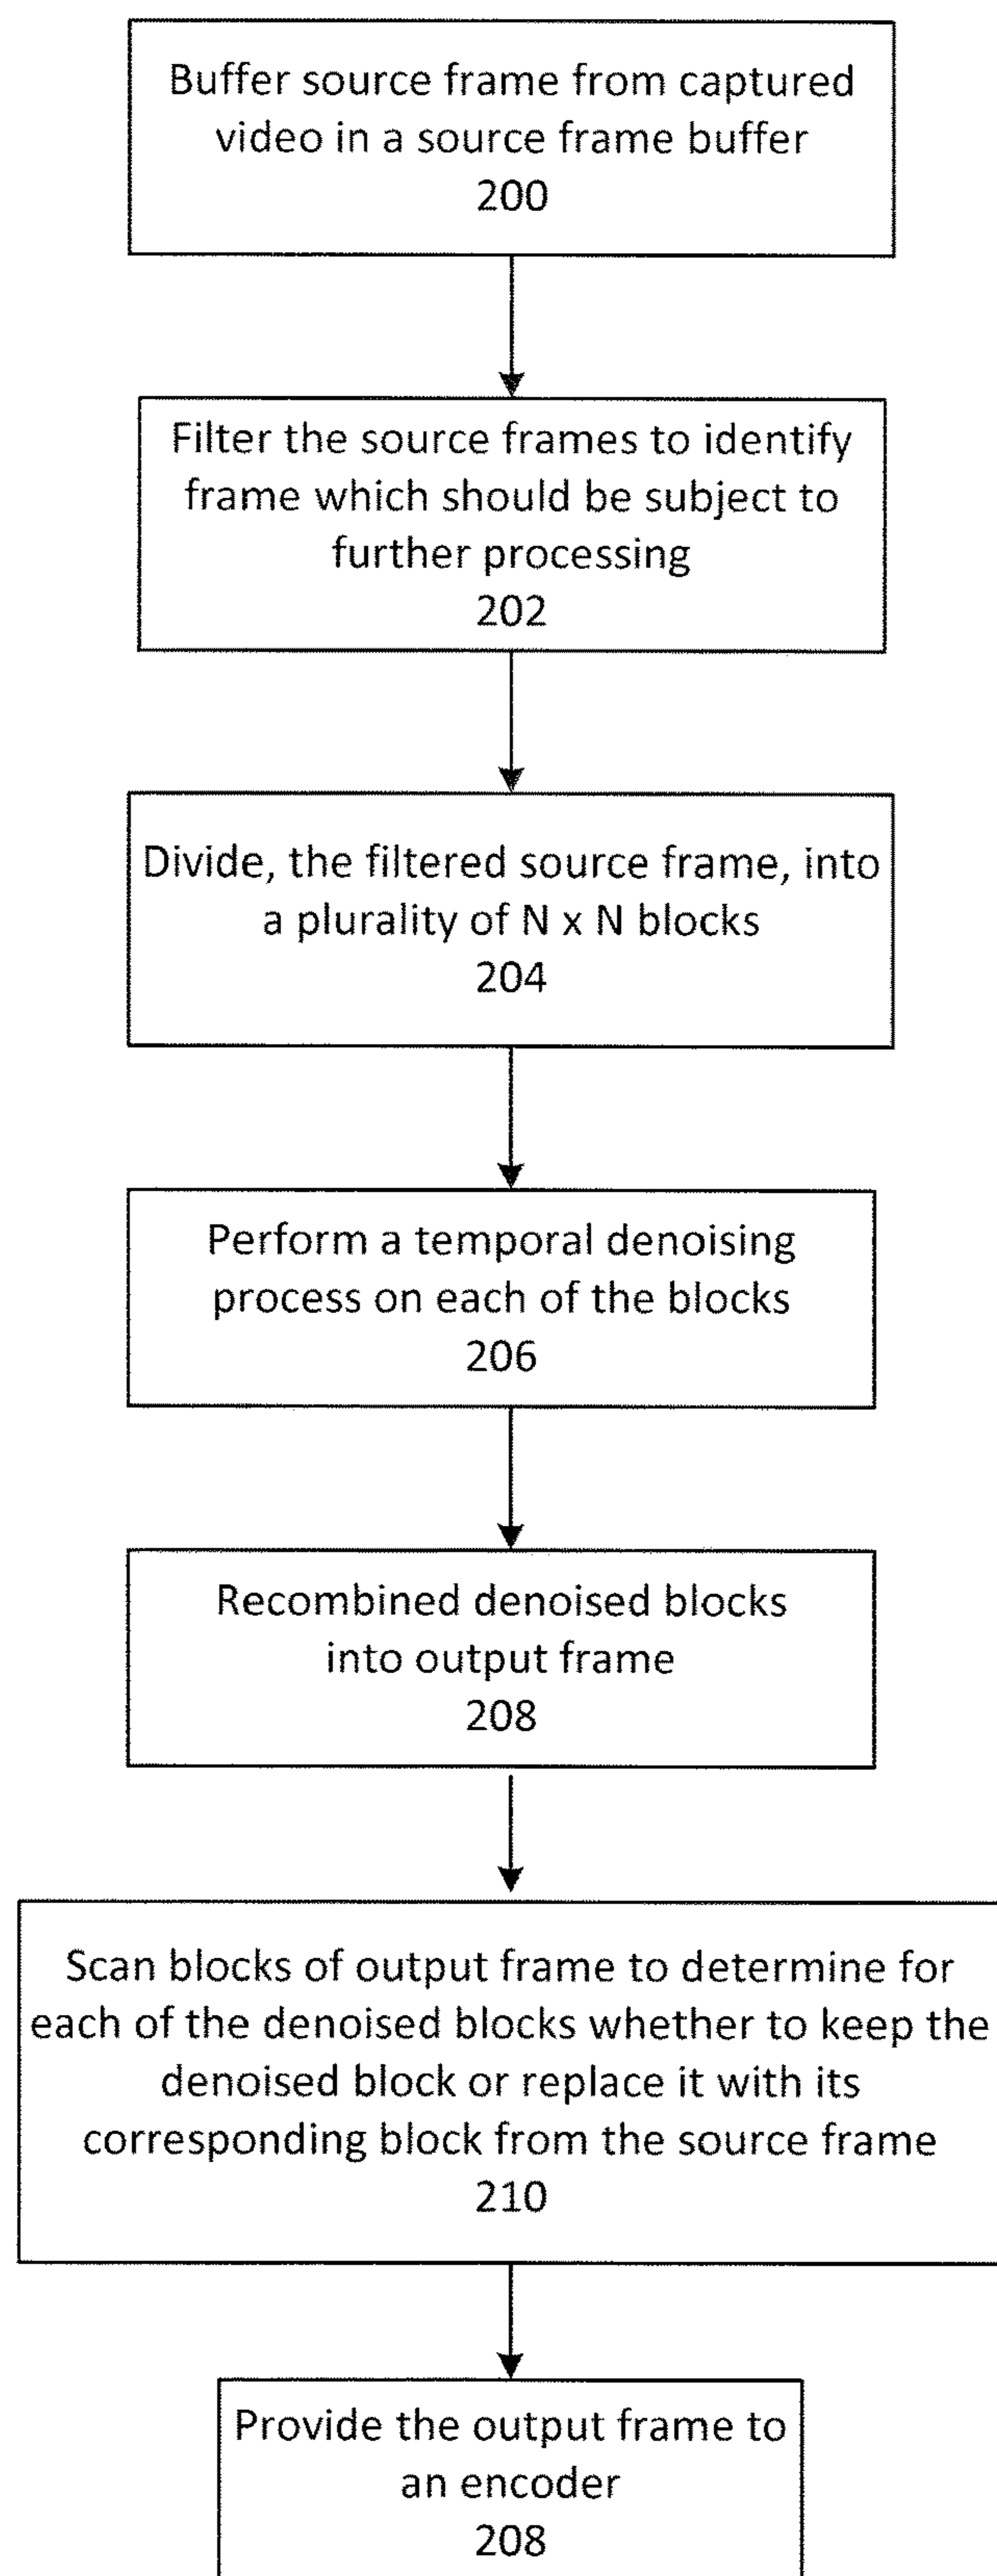 Buffer source frame from captured
video in a source frame buffer
200
Filter the source frames to identify
frame which should be subject to
further processing
202
Divide, the filtered source frame, into
a plurality of N x N blocks
204
Perform a temporal denoising
process on each of the blocks
206
Recombined denoised blocks
into output frame
208
Scan blocks of output frame to determine for
each of the denoised blocks whether to keep the
denoised block or replace it with its
corresponding block from the source frame
210
Provide the output frame to
an encoder
208